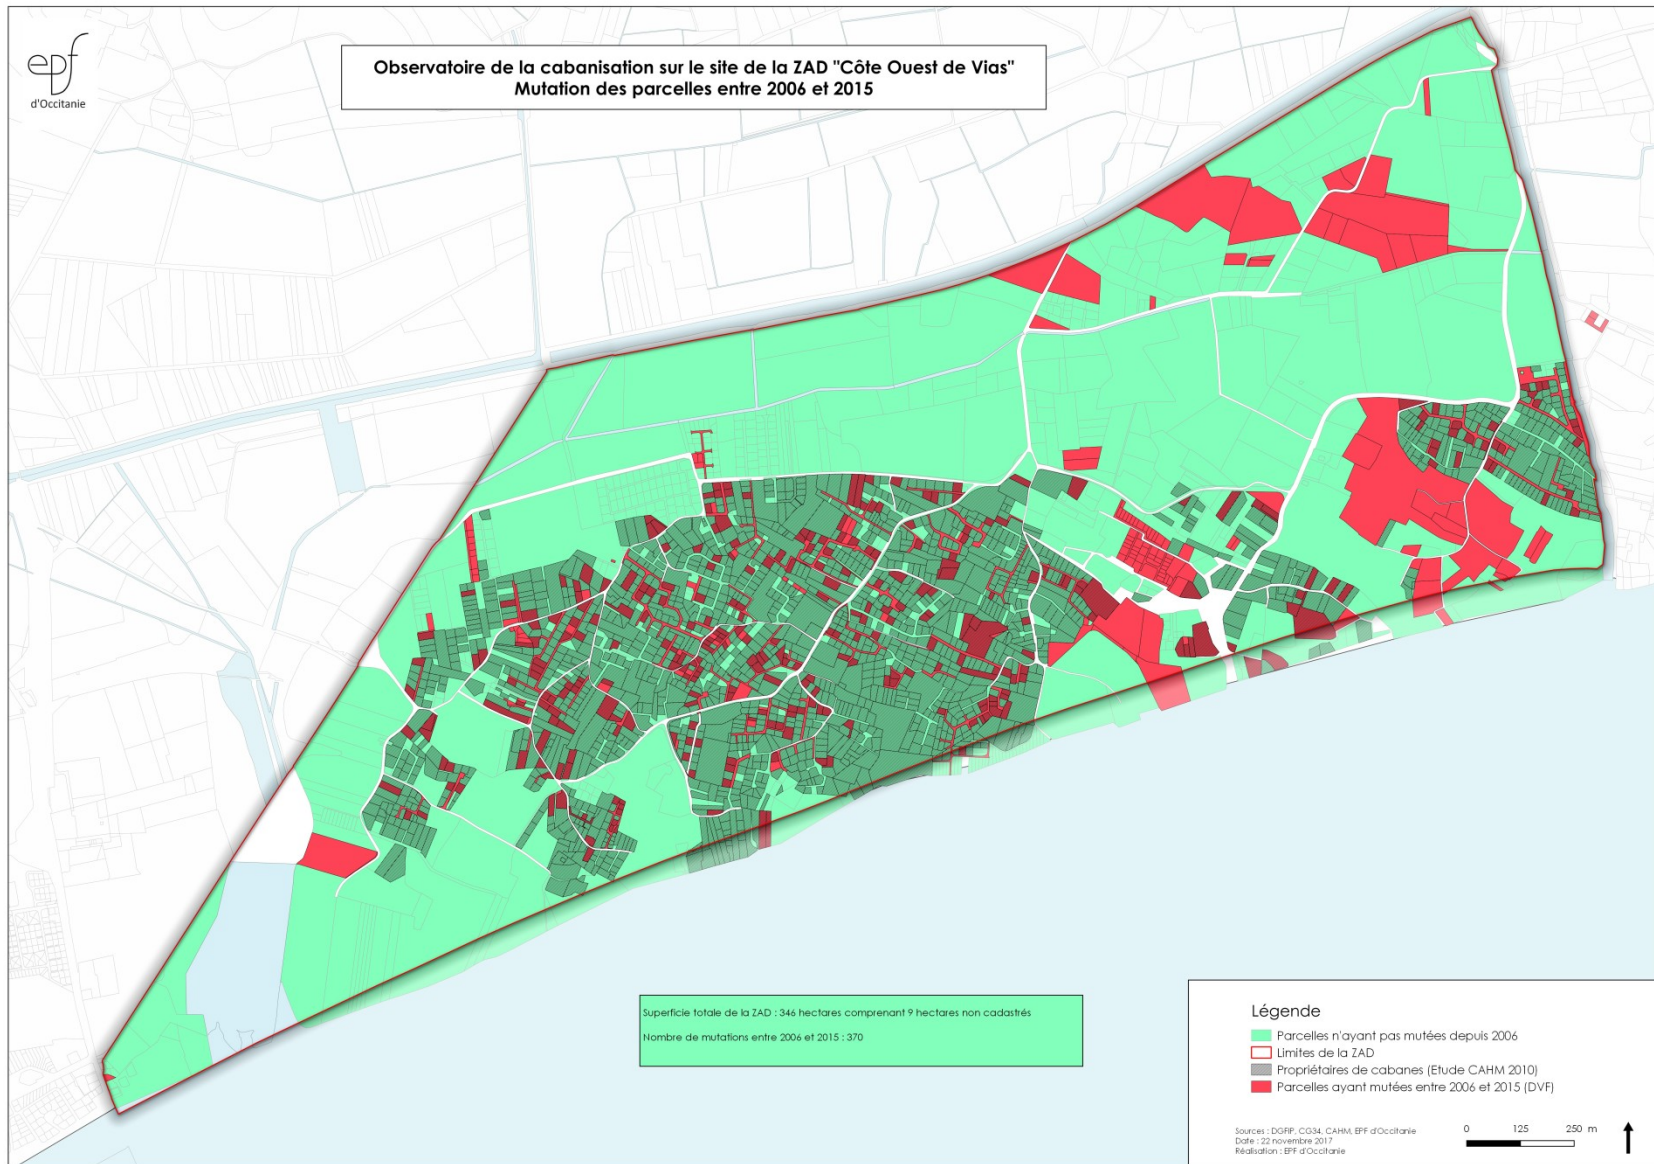 epf
d'Occitanie
Observatoire de la cabanisation sur le site de la ZAD "Côte Ouest de Vias"
Mutation des parcelles entre 2006 et 2015
Superficie totale de la ZAD : 346 hectares comprenant 9 hectares non cadastrés
Nombre de mutations entre 2006 et 2015 : 370
Légende
Parcelles n'ayant pas mutées depuis 2006
Limites de la ZAD
Propriétaires de cabanes (Etude CAHM 2010)
Parcelles ayant mutées entre 2006 et 2015 (DVF)
Sources : DGFIP, CG34, CAHM, EPF d'Occitanie
Date : 22 novembre 2017
Réalisation : EPF d'Occitanie
0 125 250 m